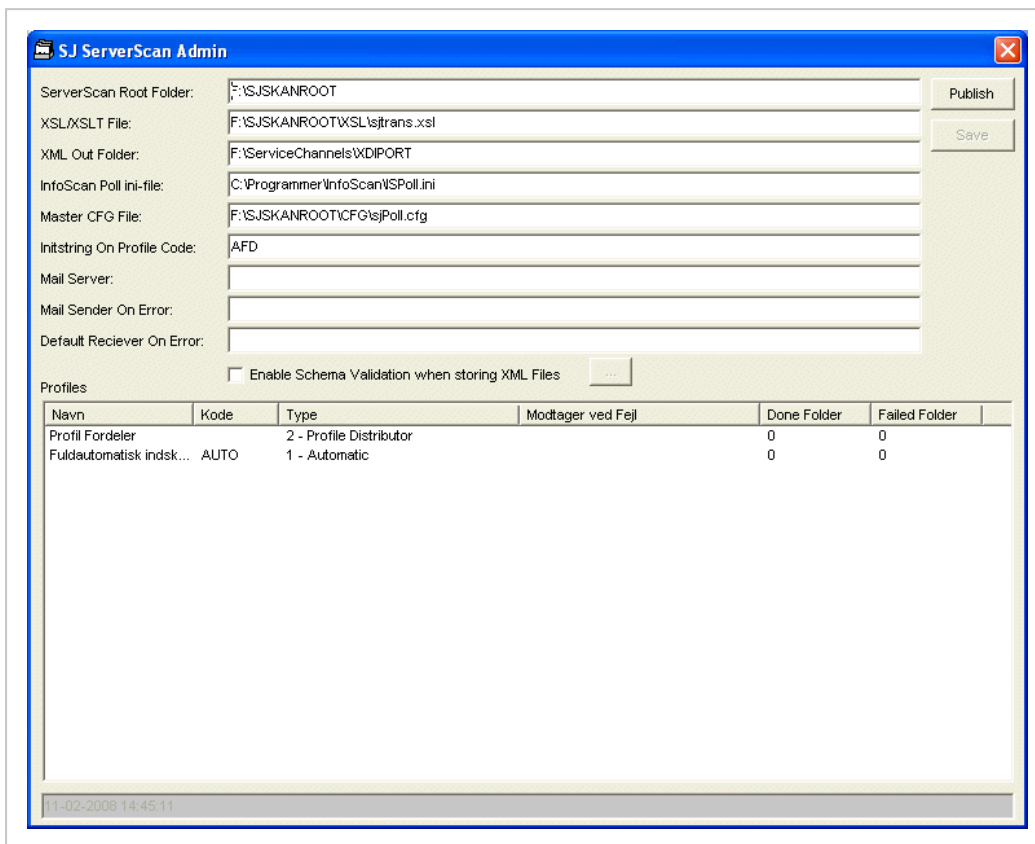 SJ ServerScan Admin
ServerScan Root Folder: F:\SJSKANROOT Publish
XSL/XSLT File: F:\SJSKANROOT\XSL\sjtrans.xsl Save
XML Out Folder: F:\ServiceChannels\XDIPORT
InfoScan Poll ini-file: C:\Programmer\InfoScan\ISPoll.ini
Master CFG File: F:\SJSKANROOT\CFG\sjPoll.cfg
Initstring On Profile Code: AFD
Mail Server:
Mail Sender On Error:
Default Reciever On Error:
Enable Schema Validation when storing XML Files ...
Profiles
Navn Kode Type Modtager ved Fejl Done Folder Failed Folder
Profil Fordeler 2 - Profile Distributor 0 0
Fuldautomatisk indsk... AUTO 1 - Automatic 0 0
11-02-2008 14:45:11